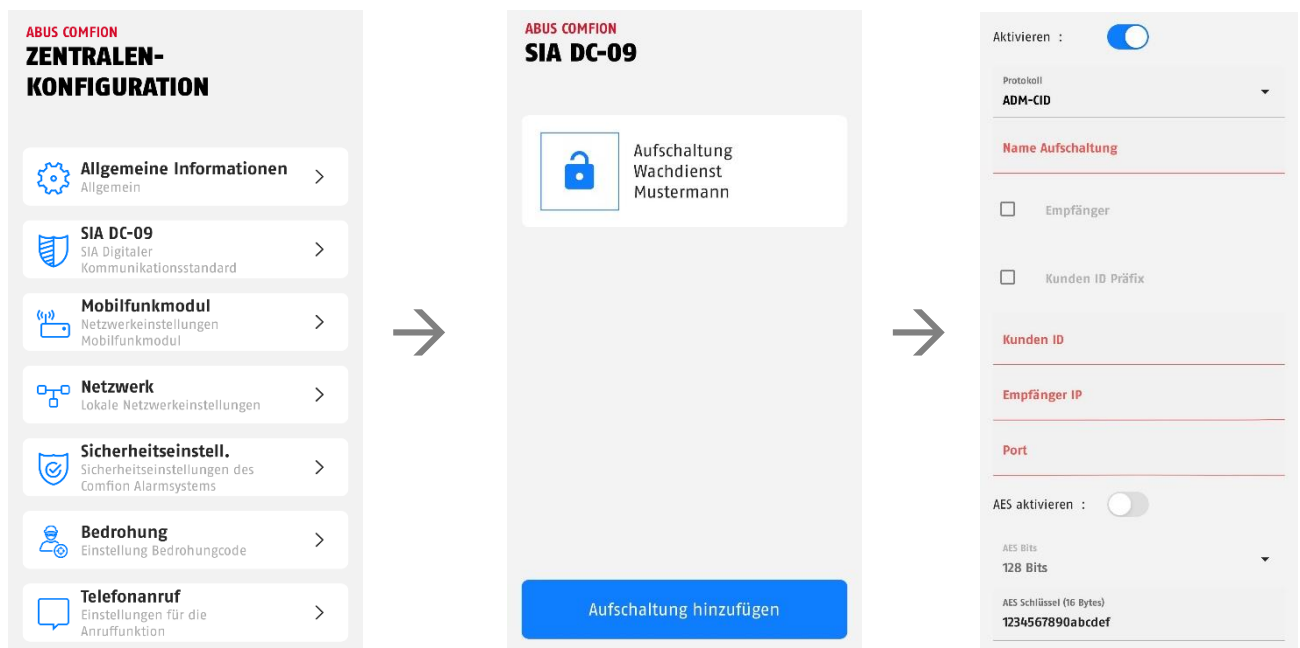 ABUS COMFION
ZENTRALEN-
KONFIGURATION
Allgemeine Informationen
Allgemein
SIA DC-09
SIA Digitaler
Kommunikationsstandard
Mobilfunkmodul
Netzwerkeinstellungen
Mobilfunkmodul
Netzwerk
Lokale Netzwerkeinstellungen
Sicherheitseinstell.
Sicherheitseinstellungen des
Comfion Alarmsystems
Bedrohung
Einstellung Bedrohungcode
Telefonanruf
Einstellungen für die
Anruffunktion
ABUS COMFION
SIA DC-09
Aufschaltung
Wachdienst
Mustermann
Aufschaltung hinzufügen
Aktivieren :
Protokoll
ADM-CID
Name Aufschaltung
Empfänger
Kunden ID Präfix
Kunden ID
Empfänger IP
Port
AES aktivieren :
AES Bits
128 Bits
AES Schlüssel (16 Bytes)
1234567890abcdef